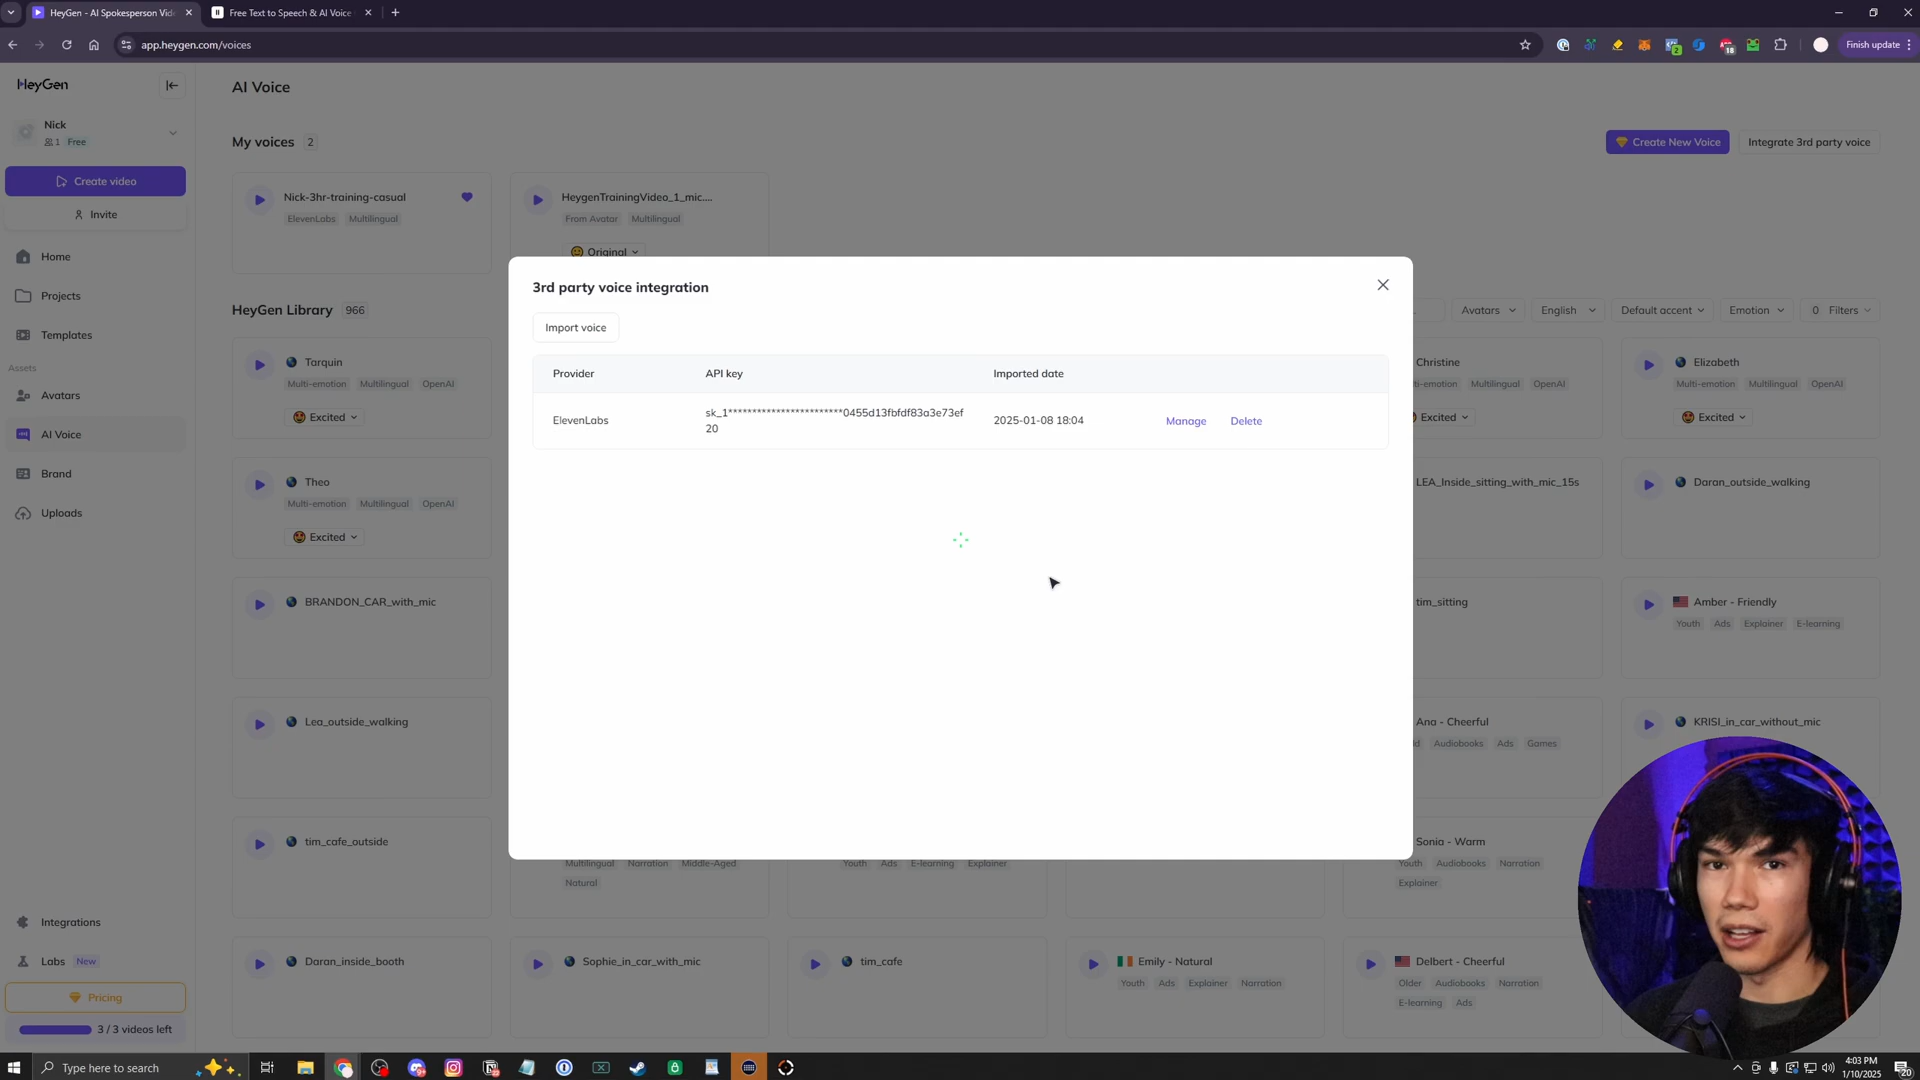 HeyGen - AI Spokesperson Vid
Free Text to Speech & AI Voice
app.heygen.com/voices
Finish update
HeyGen
AI Voice
Nick
1 Free
My voices 2
Create New Voice
Integrate 3rd party voice
Create video
Invite
Home
Projects
Templates
Assets
Avatars
AI Voice
Brand
Uploads
Integrations
Labs New
Pricing
3 / 3 videos left
Nick-3hr-training-casual
ElevenLabs Multilingual
HeygenTrainingVideo_1_mic....
From Avatar Multilingual
Original
HeyGen Library 966
Avatars
English
Default accent
Emotion
0 Filters
3rd party voice integration
Import voice
Provider API key Imported date
ElevenLabs sk_1************************0455d13fbfdf83a3e73ef
20
2025-01-08 18:04 Manage Delete
Tarquin
Multi-emotion Multilingual OpenAI
Excited
Christine
ti-emotion Multilingual OpenAI
Excited
Elizabeth
Multi-emotion Multilingual OpenAI
Excited
Theo
Multi-emotion Multilingual OpenAI
Excited
LEA_Inside_sitting_with_mic_15s
Daran_outside_walking
BRANDON_CAR_with_mic
tim_sitting
Amber - Friendly
Youth Ads Explainer E-learning
Lea_outside_walking
Ana - Cheerful
ld Audiobooks Ads Games
KRISI_in_car_without_mic
tim_cafe_outside
Multilingual Narration Middle-Aged
Natural
Youth Ads E-learning Explainer
Sonia - Warm
Youth Audiobooks Narration
Explainer
Daran_inside_booth
Sophie_in_car_with_mic
tim_cafe
Emily - Natural
Youth Ads Explainer Narration
Delbert - Cheerful
Older Audiobooks Narration
E-learning Ads
Type here to search
4:03 PM
1/10/2025
20